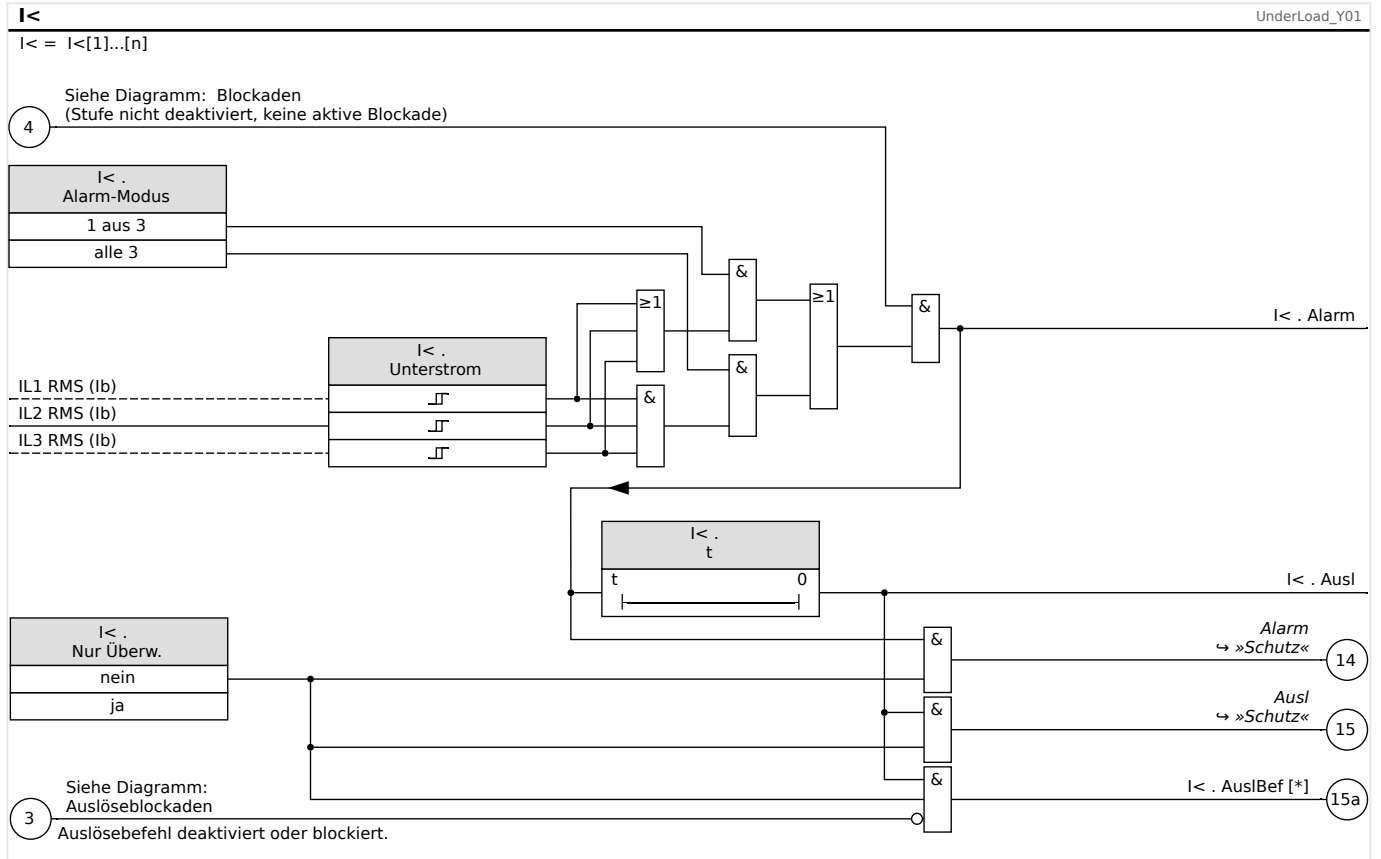 I<
UnderLoad_Y01
I< = I<[1]...[n]
Siehe Diagramm: Blockaden
(Stufe nicht deaktiviert, keine aktive Blockade)
4
I< .
Alarm-Modus
1 aus 3
alle 3
&
≥1
≥1
&
I< . Alarm
I< .
Unterstrom
&
&
IL1 RMS (Ib)
IL2 RMS (Ib)
IL3 RMS (Ib)
I< .
t
t 0
I< . Ausl
I< .
Nur Überw.
nein
ja
&
Alarm
↪ »Schutz«
14
&
Ausl
↪ »Schutz«
15
&
I< . AuslBef [*]
15a
Siehe Diagramm:
Auslöseblockaden
3
Auslösebefehl deaktiviert oder blockiert.